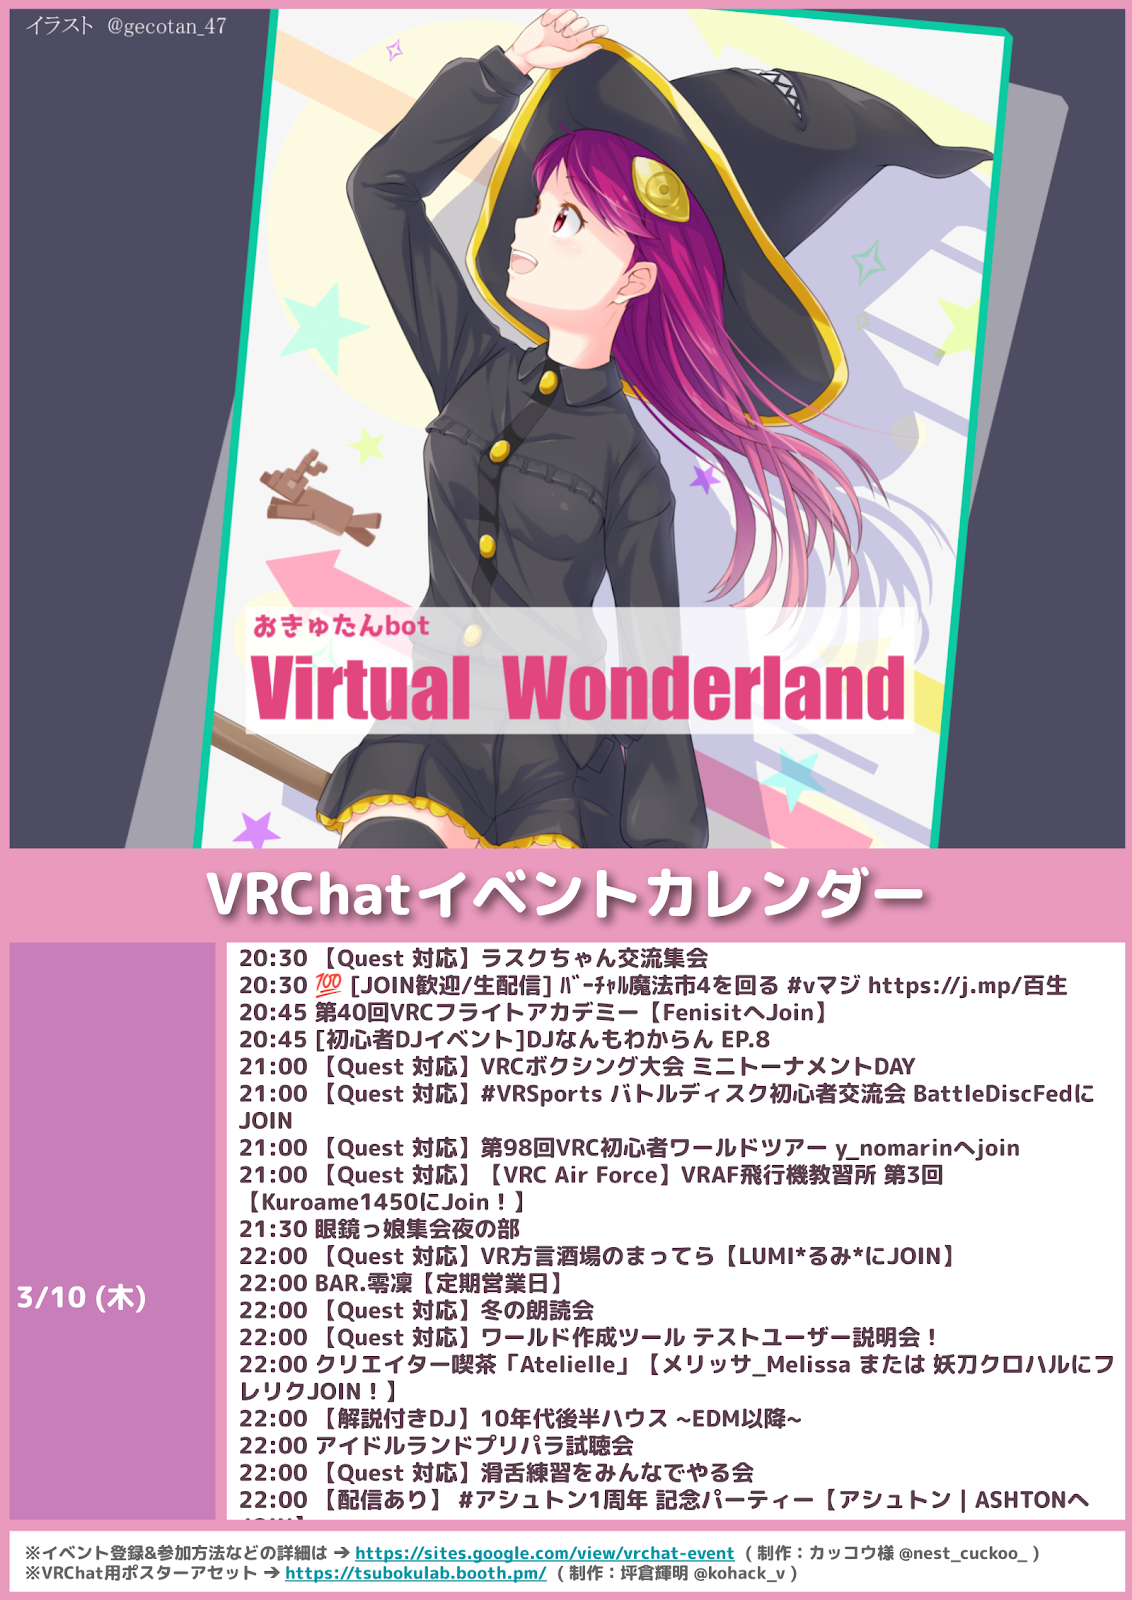 イラスト @gecotan_47
おきゅたんbot
Virtual Wonderland
VRChatイベントカレンダー
3/10 (木)
20:30 【Quest 対応】ラスクちゃん交流集会
20:30 💯 [JOIN歓迎/生配信] ﾊﾞｰﾁｬﾙ魔法市4を回る #vマジ https://j.mp/百生
20:45 第40回VRCフライトアカデミー【FenisitへJoin】
20:45 [初心者DJイベント]DJなんもわからん EP.8
21:00 【Quest 対応】VRCボクシング大会 ミニトーナメントDAY
21:00 【Quest 対応】#VRSports バトルディスク初心者交流会 BattleDiscFedに
JOIN
21:00 【Quest 対応】第98回VRC初心者ワールドツアー y_nomarinへjoin
21:00 【Quest 対応】【VRC Air Force】VRAF飛行機教習所 第3回
【Kuroame1450にJoin！】
21:30 眼鏡っ娘集会夜の部
22:00 【Quest 対応】VR方言酒場のまってら【LUMI*るみ*にJOIN】
22:00 BAR.零凜【定期営業日】
22:00 【Quest 対応】冬の朗読会
22:00 【Quest 対応】ワールド作成ツール テストユーザー説明会！
22:00 クリエイター喫茶「Atelielle」【メリッサ_Melissa または 妖刀クロハルにフ
レリクJOIN！】
22:00 【解説付きDJ】10年代後半ハウス ~EDM以降~
22:00 アイドルランドプリパラ試聴会
22:00 【Quest 対応】滑舌練習をみんなでやる会
22:00 【配信あり】 #アシュトン1周年 記念パーティー【アシュトン | ASHTONへ
※イベント登録&参加方法などの詳細は ➔ https://sites.google.com/view/vrchat-event ( 制作：カッコウ様 @nest_cuckoo_ )
※VRChat用ポスターアセット ➔ https://tsubokulab.booth.pm/ ( 制作：坪倉輝明 @kohack_v )